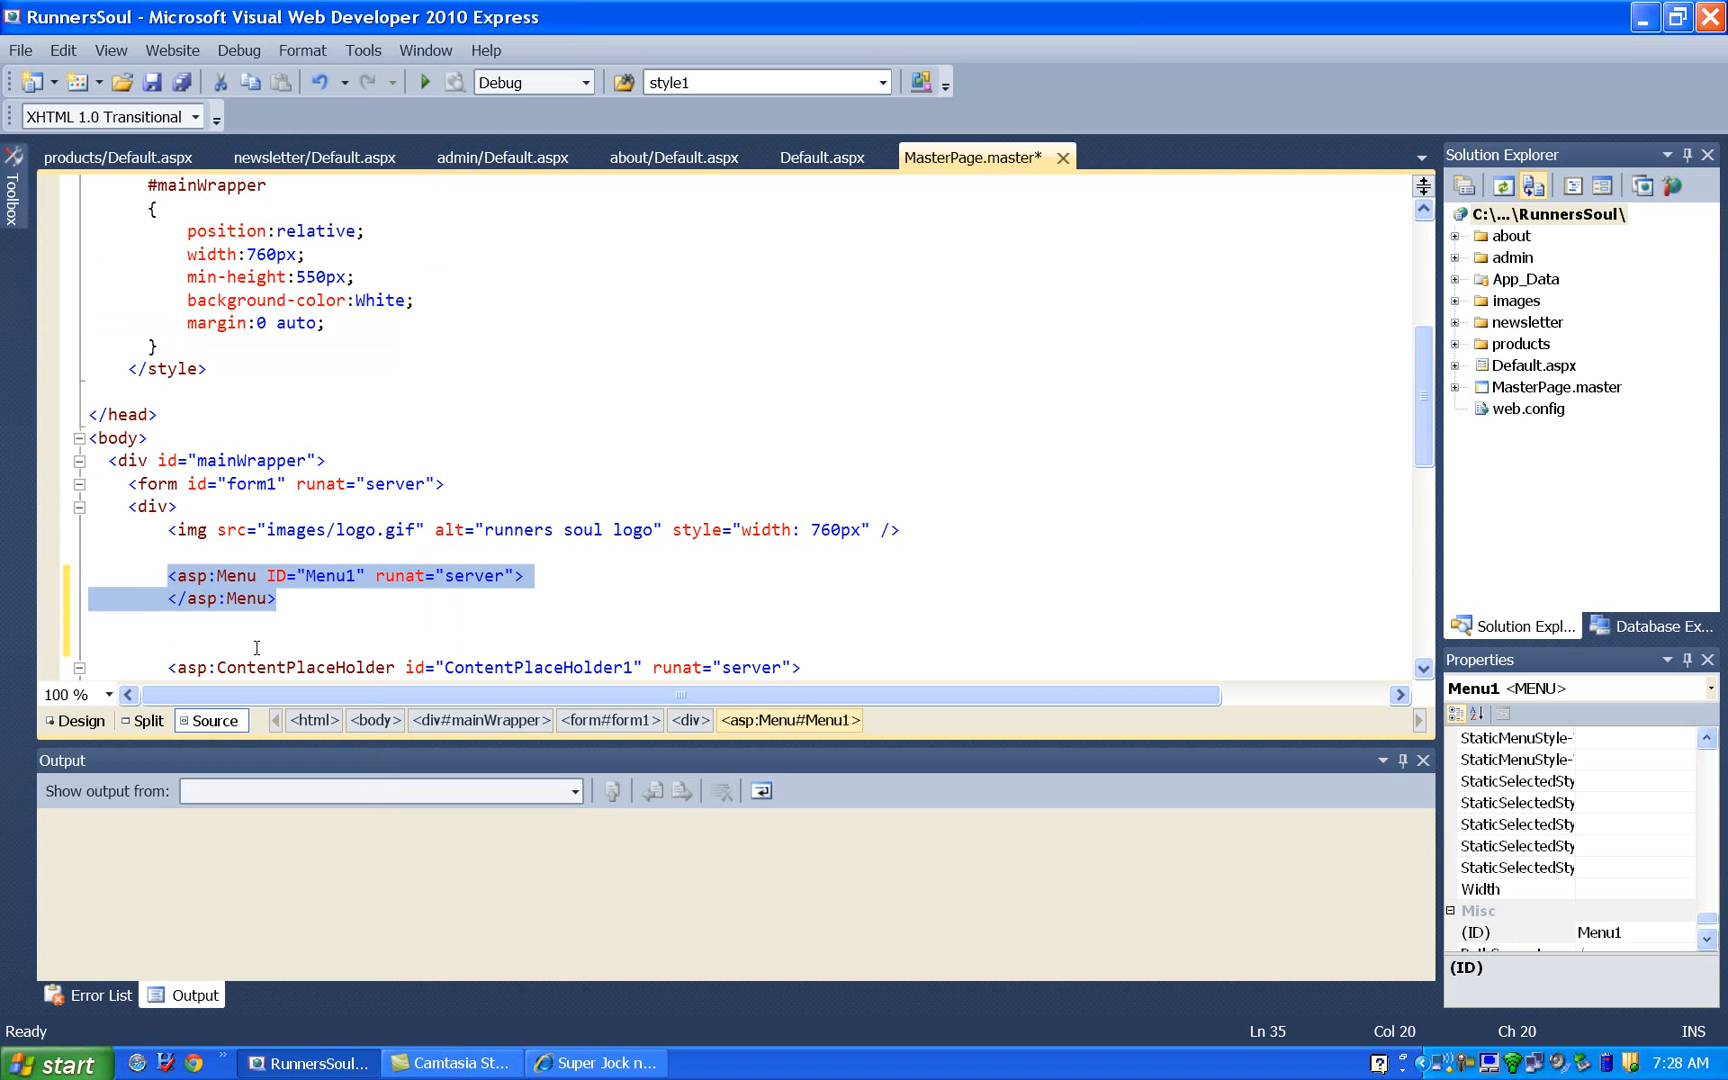 RunnersSoul - Microsoft Visual Web Developer 2010 Express
File Edit View Website Debug Format Tools Window Help
Debug style1
XHTML 1.0 Transitional
Toolbox
products/Default.aspx newsletter/Default.aspx admin/Default.aspx about/Default.aspx Default.aspx MasterPage.master*
#mainWrapper
{
position:relative;
width:760px;
min-height:550px;
background-color:White;
margin:0 auto;
}
</style>
</head>
<body>
<div id="mainWrapper">
<form id="form1" runat="server">
<div>
<img src="images/logo.gif" alt="runners soul logo" style="width: 760px" />
<asp:Menu ID="Menu1" runat="server">
</asp:Menu>
<asp:ContentPlaceHolder id="ContentPlaceHolder1" runat="server">
100 %
Design Split Source <html> <body> <div#mainWrapper> <form#form1> <div> <asp:Menu#Menu1>
Output
Show output from:
Error List Output
Solution Explorer
C:\...\RunnersSoul\
about
admin
App_Data
images
newsletter
products
Default.aspx
MasterPage.master
web.config
Solution Expl... Database Ex...
Properties
Menu1 <MENU>
StaticMenuStyle-
StaticMenuStyle-
StaticSelectedSty
StaticSelectedSty
StaticSelectedSty
StaticSelectedSty
StaticSelectedSty
Width
Misc
(ID) Menu1
(ID)
Ready Ln 35 Col 20 Ch 20 INS
start RunnersSoul... Camtasia St... Super Jock n... 7:28 AM